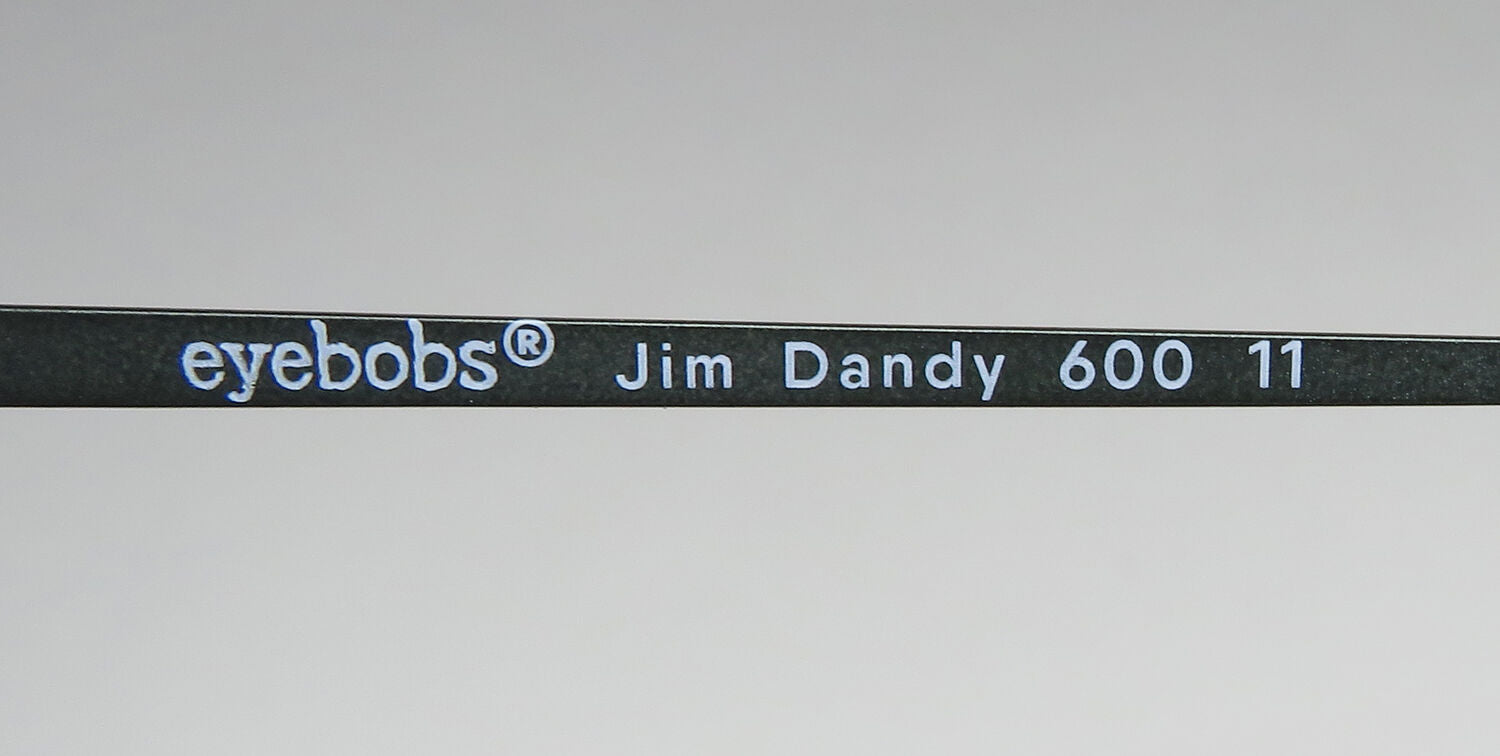 eyebobs® Jim Dandy 600 11